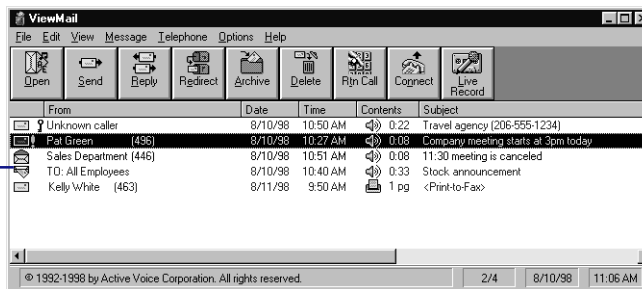 ViewMail
File Edit View Message Telephone Options Help
Open Send Reply Redirect Archive Delete Rtn Call Connect Live Record
From Date Time Contents Subject
Unknown caller 8/10/98 10:50 AM 0:22 Travel agency (206-555-1234)
Pat Green (496) 8/10/98 10:27 AM 0:08 Company meeting starts at 3pm today
Sales Department (446) 8/10/98 10:51 AM 0:08 11:30 meeting is canceled
TO: All Employees 8/10/98 10:40 AM 0:33 Stock announcement
Kelly White (463) 8/11/98 9:50 AM 1 pg <Print-to-Fax>
© 1992-1998 by Active Voice Corporation. All rights reserved. 2/4 8/10/98 11:06 AM